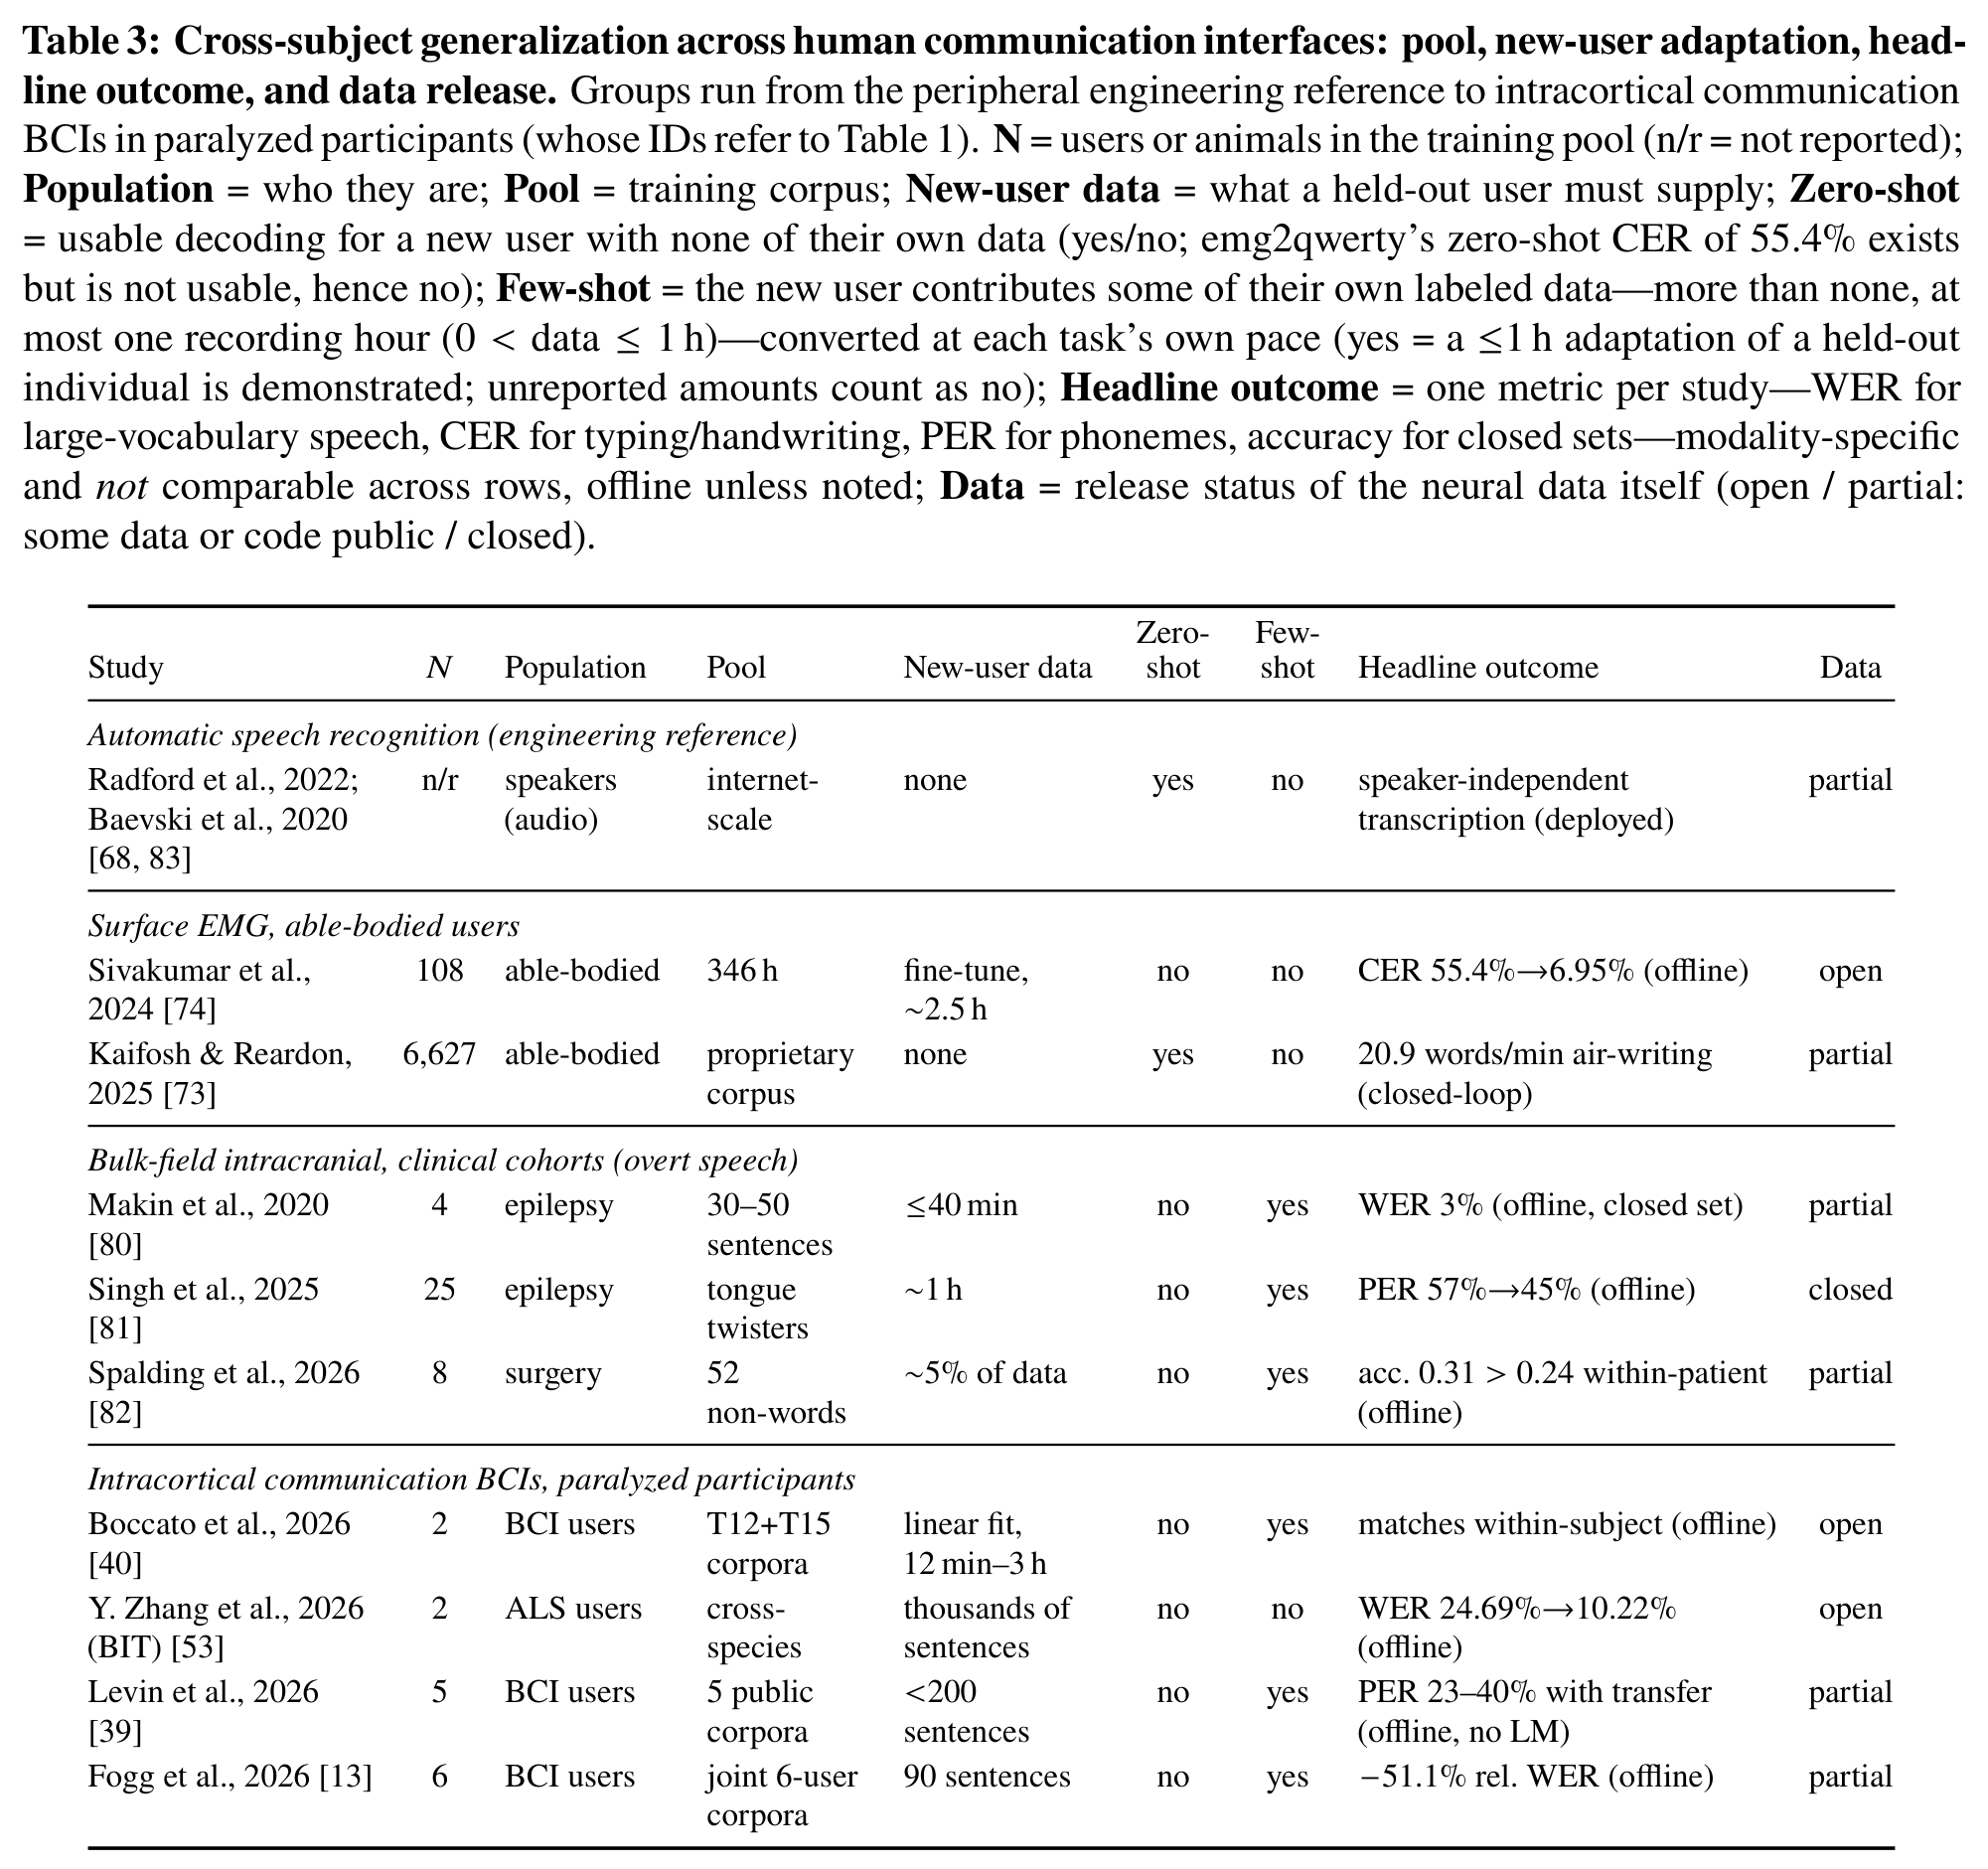 Table 3: Cross-subject generalization across human communication interfaces: pool, new-user adaptation, head-
line outcome, and data release. Groups run from the peripheral engineering reference to intracortical communication
BCIs in paralyzed participants (whose IDs refer to Table 1). N = users or animals in the training pool (n/r = not reported);
Population = who they are; Pool = training corpus; New-user data = what a held-out user must supply; Zero-shot
= usable decoding for a new user with none of their own data (yes/no; emg2qwerty's zero-shot CER of 55.4% exists
but is not usable, hence no); Few-shot = the new user contributes some of their own labeled data—more than none, at
most one recording hour (0 < data ≤ 1 h)—converted at each task's own pace (yes = a ≤1 h adaptation of a held-out
individual is demonstrated; unreported amounts count as no); Headline outcome = one metric per study—WER for
large-vocabulary speech, CER for typing/handwriting, PER for phonemes, accuracy for closed sets—modality-specific
and not comparable across rows, offline unless noted; Data = release status of the neural data itself (open / partial:
some data or code public / closed).
Zero- Few-
Study N Population Pool New-user data shot shot Headline outcome Data
Automatic speech recognition (engineering reference)
Radford et al., 2022; n/r speakers internet- none yes no speaker-independent partial
Baevski et al., 2020 (audio) scale transcription (deployed)
[68, 83]
Surface EMG, able-bodied users
Sivakumar et al., 108 able-bodied 346 h fine-tune, no no CER 55.4%→6.95% (offline) open
2024 [74] ~2.5 h
Kaifosh & Reardon, 6,627 able-bodied proprietary none yes no 20.9 words/min air-writing partial
2025 [73] corpus (closed-loop)
Bulk-field intracranial, clinical cohorts (overt speech)
Makin et al., 2020 4 epilepsy 30–50 ≤40 min no yes WER 3% (offline, closed set) partial
[80] sentences
Singh et al., 2025 25 epilepsy tongue ~1 h no yes PER 57%→45% (offline) closed
[81] twisters
Spalding et al., 2026 8 surgery 52 ~5% of data no yes acc. 0.31 > 0.24 within-patient partial
[82] non-words (offline)
Intracortical communication BCIs, paralyzed participants
Boccato et al., 2026 2 BCI users T12+T15 linear fit, no yes matches within-subject (offline) open
[40] corpora 12 min–3 h
Y. Zhang et al., 2026 2 ALS users cross- thousands of no no WER 24.69%→10.22% open
(BIT) [53] species sentences (offline)
Levin et al., 2026 5 BCI users 5 public <200 no yes PER 23–40% with transfer partial
[39] corpora sentences (offline, no LM)
Fogg et al., 2026 [13] 6 BCI users joint 6-user 90 sentences no yes −51.1% rel. WER (offline) partial
corpora